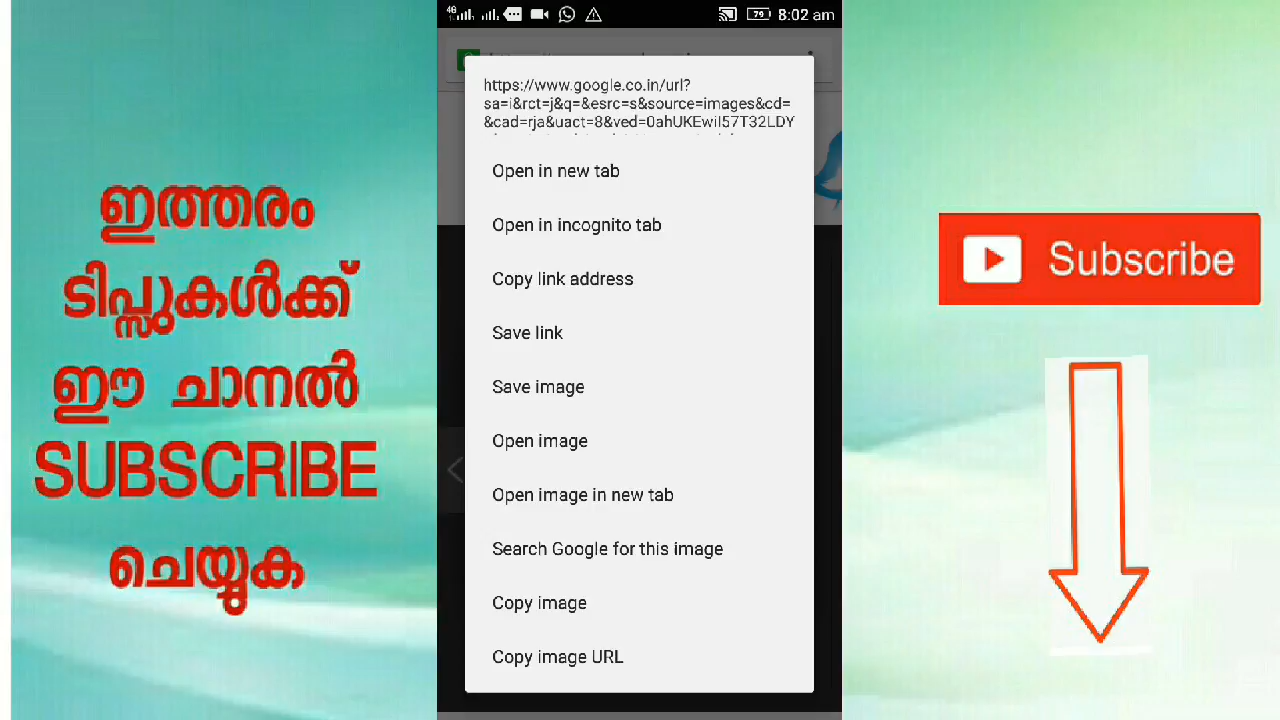 ഇത്തരം
ടിപ്സുകൾക്ക്
ഈ ചാനൽ
SUBSCRIBE
ചെയ്യുക
4G
79
8:02 am
https://www.google.co.in/url?
sa=i&rct=j&q=&esrc=s&source=images&cd=
&cad=rja&uact=8&ved=0ahUKEwiI57T32LDY
Open in new tab
Open in incognito tab
Copy link address
Save link
Save image
Open image
Open image in new tab
Search Google for this image
Copy image
Copy image URL
Subscribe